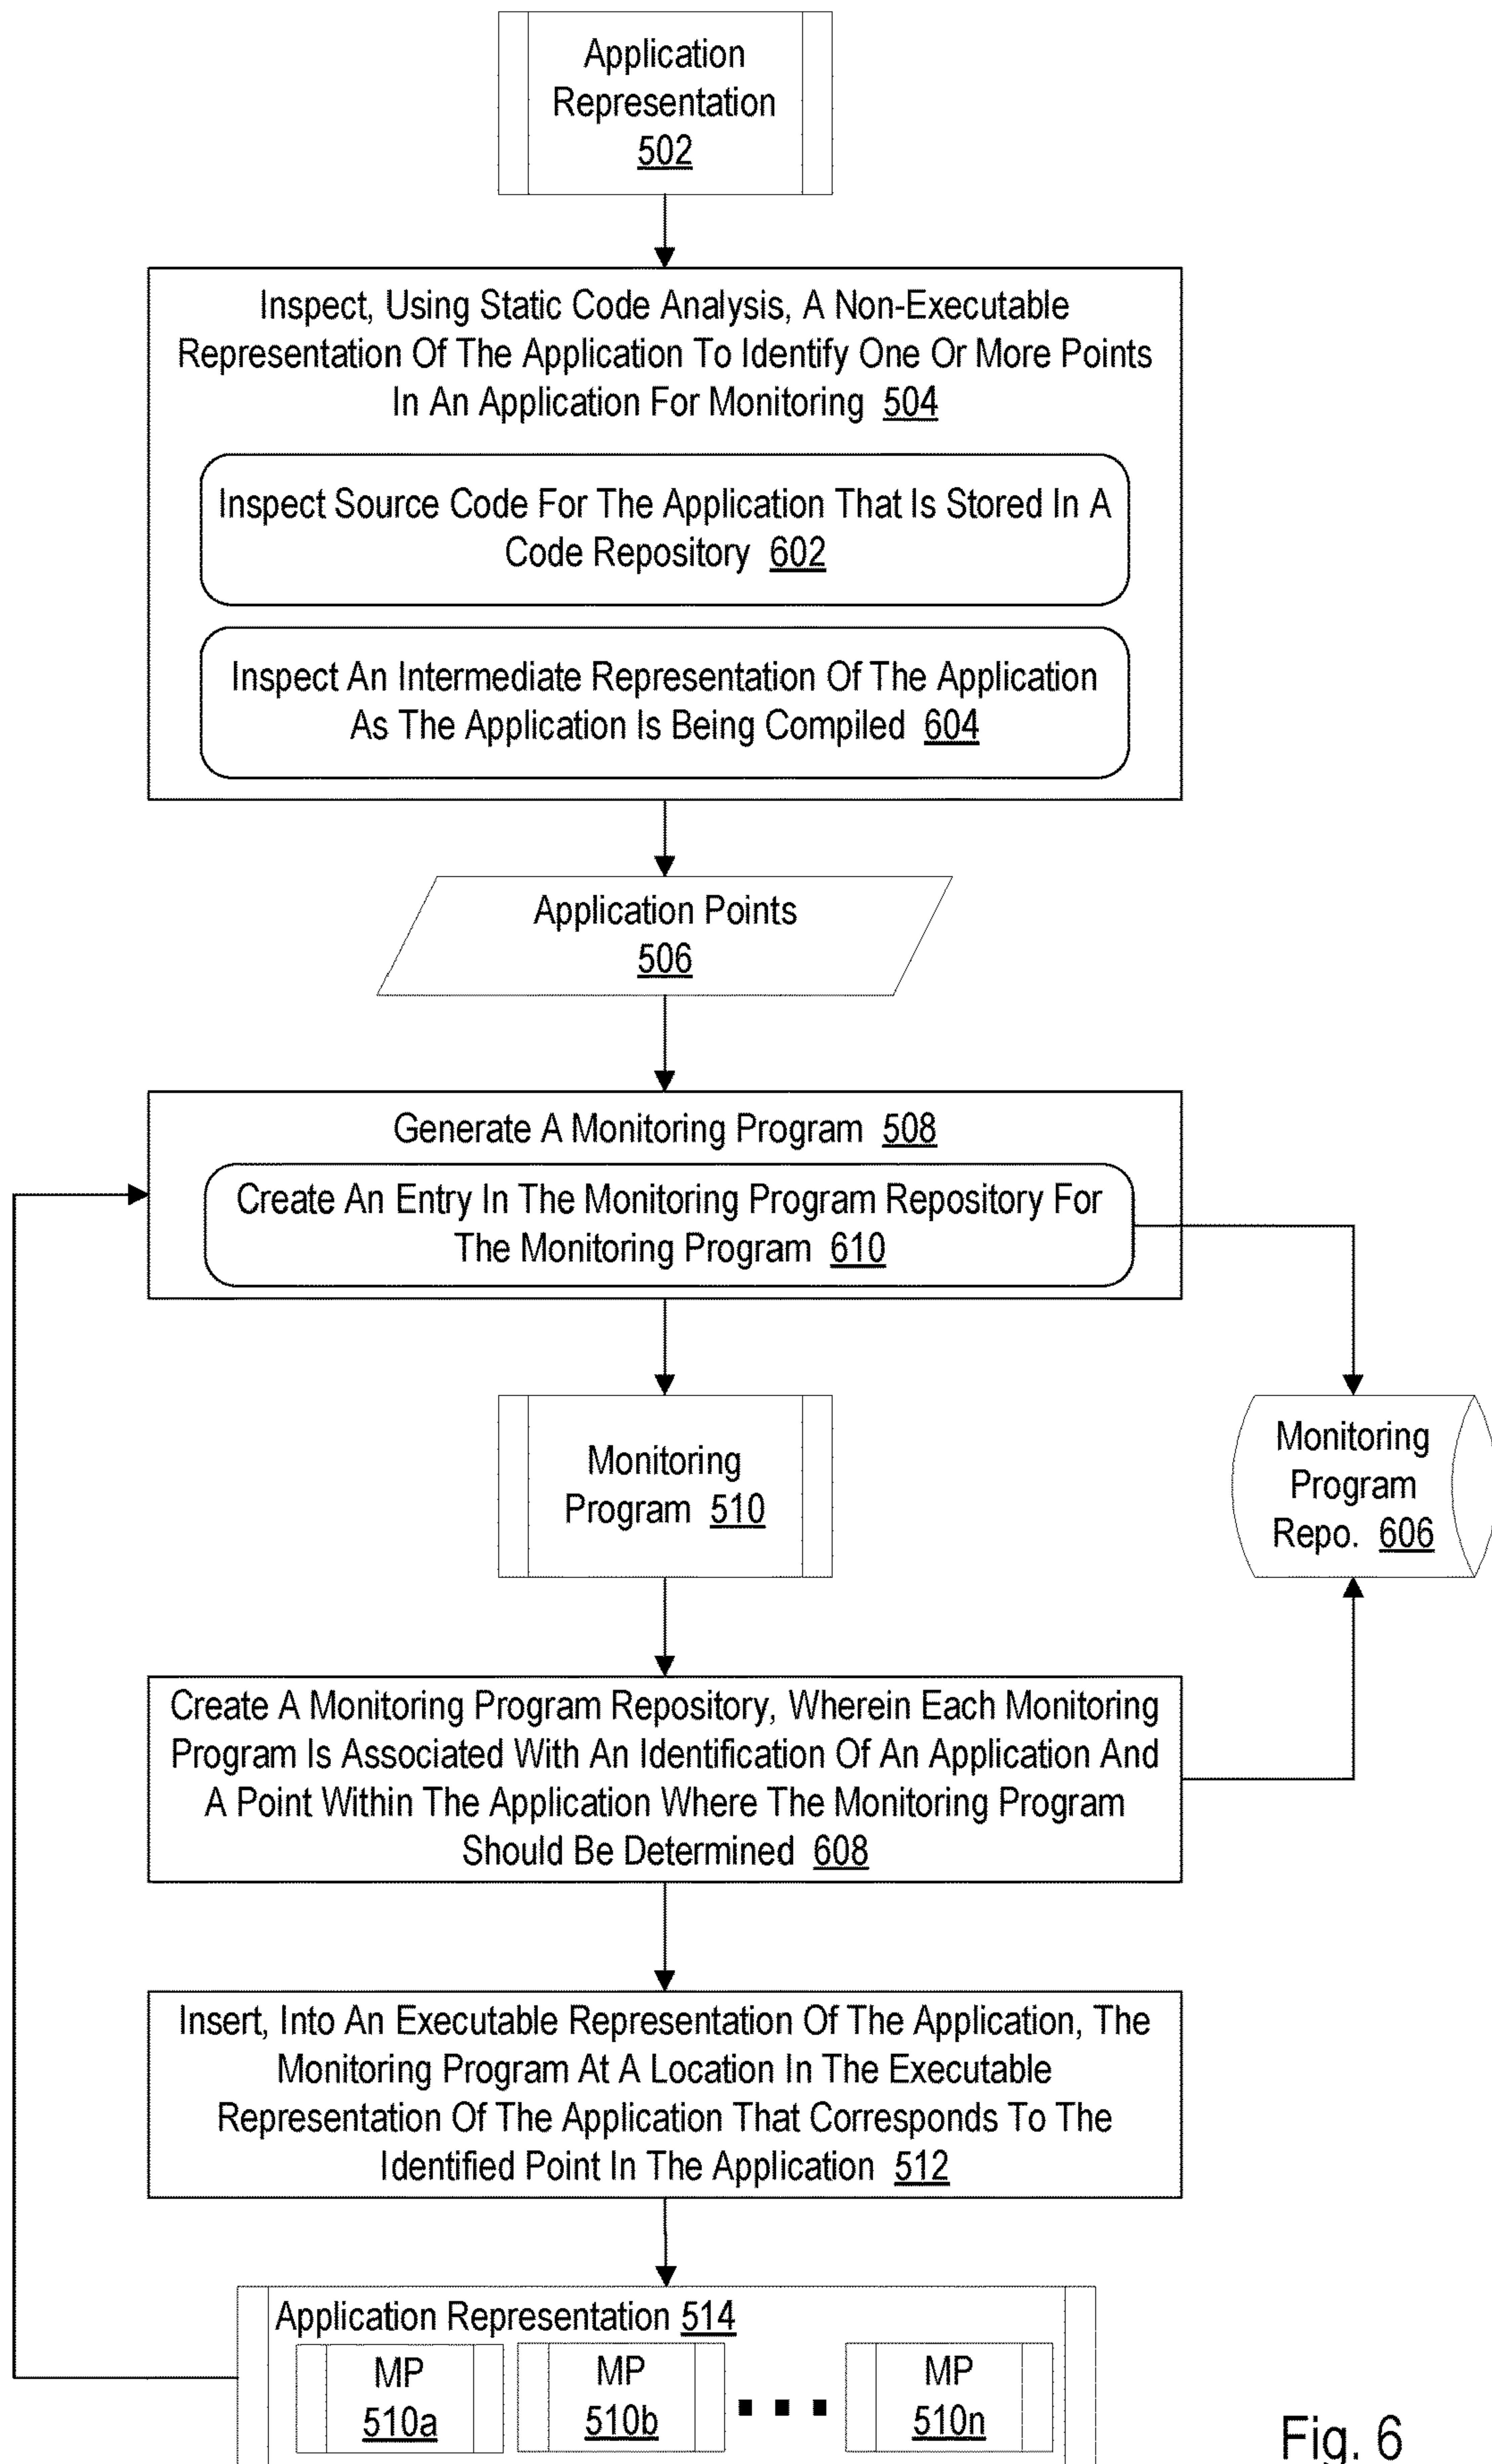 Application
Representation
502
Inspect, Using Static Code Analysis, A Non-Executable
Representation Of The Application To Identify One Or More Points
In An Application For Monitoring 504
Inspect Source Code For The Application That Is Stored In A
Code Repository 602
Inspect An Intermediate Representation Of The Application
As The Application Is Being Compiled 604
Application Points
506
Generate A Monitoring Program 508
Create An Entry In The Monitoring Program Repository For
The Monitoring Program 610
Monitoring
Program 510
Monitoring
Program
Repo. 606
Create A Monitoring Program Repository, Wherein Each Monitoring
Program Is Associated With An Identification Of An Application And
A Point Within The Application Where The Monitoring Program
Should Be Determined 608
Insert, Into An Executable Representation Of The Application, The
Monitoring Program At A Location In The Executable
Representation Of The Application That Corresponds To The
Identified Point In The Application 512
Application Representation 514
MP
510a
MP
510b
MP
510n
Fig. 6